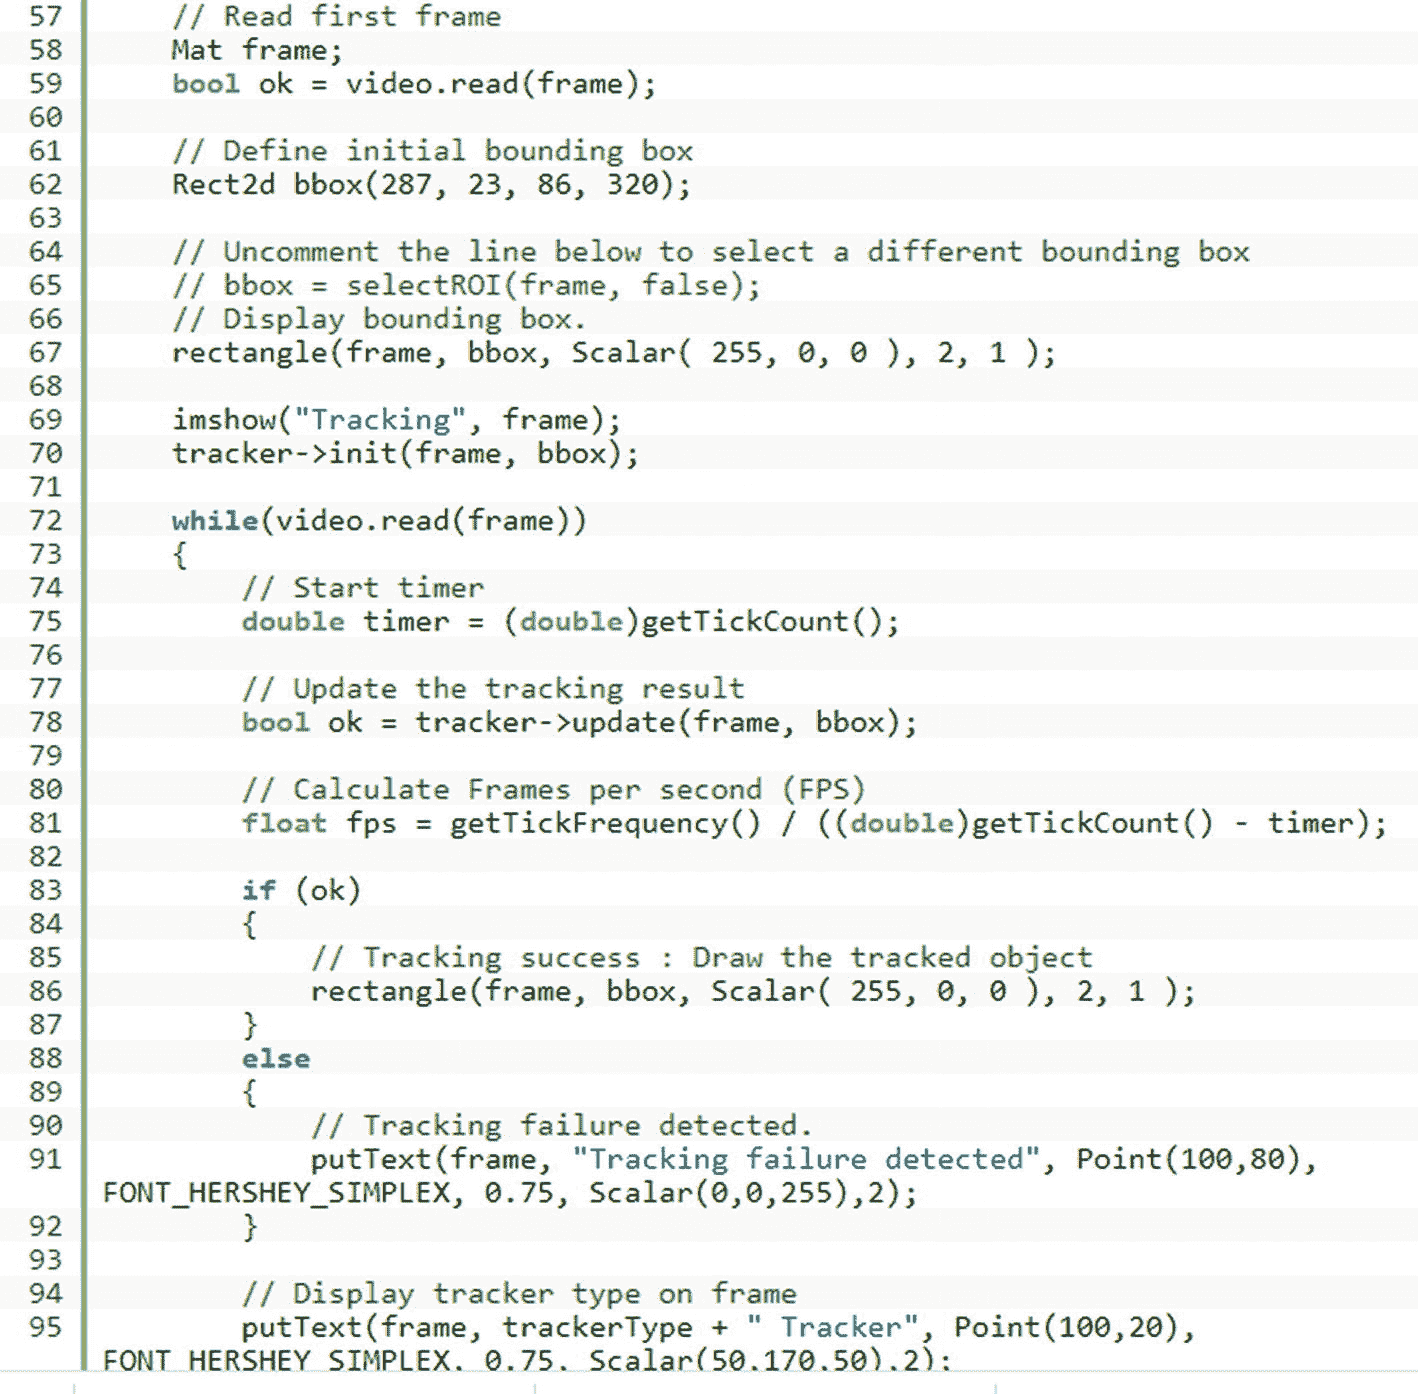 57 // Read first frame
58 Mat frame;
59 bool ok = video.read(frame);
60
61 // Define initial bounding box
62 Rect2d bbox(287, 23, 86, 320);
63
64 // Uncomment the line below to select a different bounding box
65 // bbox = selectROI(frame, false);
66 // Display bounding box.
67 rectangle(frame, bbox, Scalar( 255, 0, 0 ), 2, 1 );
68
69 imshow("Tracking", frame);
70 tracker->init(frame, bbox);
71
72 while(video.read(frame))
73 {
74 // Start timer
75 double timer = (double)getTickCount();
76
77 // Update the tracking result
78 bool ok = tracker->update(frame, bbox);
79
80 // Calculate Frames per second (FPS)
81 float fps = getTickFrequency() / ((double)getTickCount() - timer);
82
83 if (ok)
84 {
85 // Tracking success : Draw the tracked object
86 rectangle(frame, bbox, Scalar( 255, 0, 0 ), 2, 1 );
87 }
88 else
89 {
90 // Tracking failure detected.
91 putText(frame, "Tracking failure detected", Point(100,80),
FONT_HERSHEY_SIMPLEX, 0.75, Scalar(0,0,255),2);
92 }
93
94 // Display tracker type on frame
95 putText(frame, trackerType + " Tracker", Point(100,20),
FONT_HERSHEY_SIMPLEX, 0.75, Scalar(50,170,50),2);